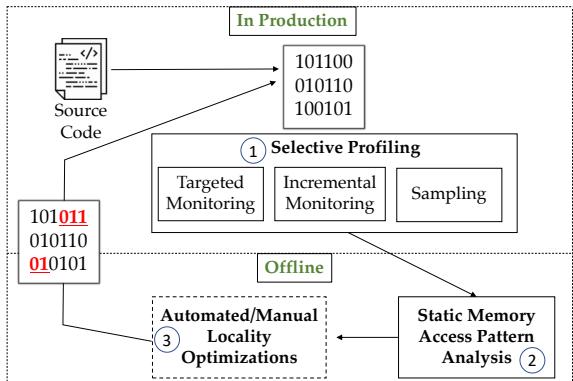 In Production
</>
Source
Code
101100
010110
100101
1 Selective Profiling
Targeted
Monitoring
Incremental
Monitoring
Sampling
101011
010110
010101
Offline
Automated/Manual
Locality
Optimizations
3
Static Memory
Access Pattern
Analysis 2